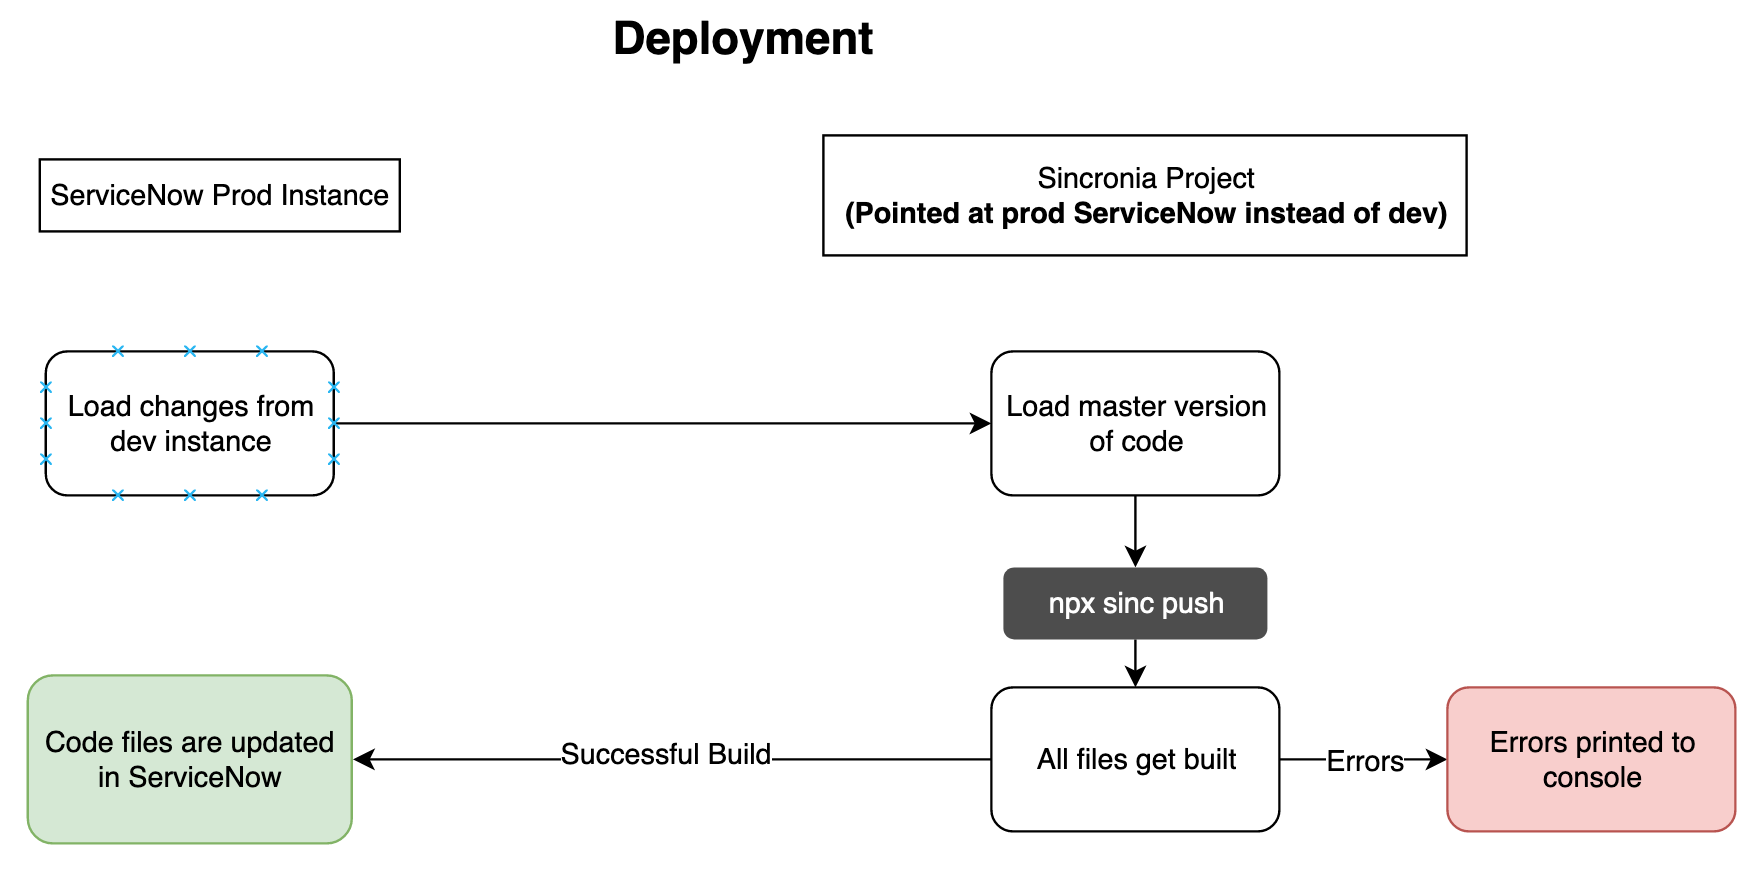 Deployment
ServiceNow Prod Instance
Sincronia Project
(Pointed at prod ServiceNow instead of dev)
Load changes from
dev instance
Load master version
of code
npx sinc push
Code files are updated
in ServiceNow
Successful Build
All files get built
Errors
Errors printed to
console